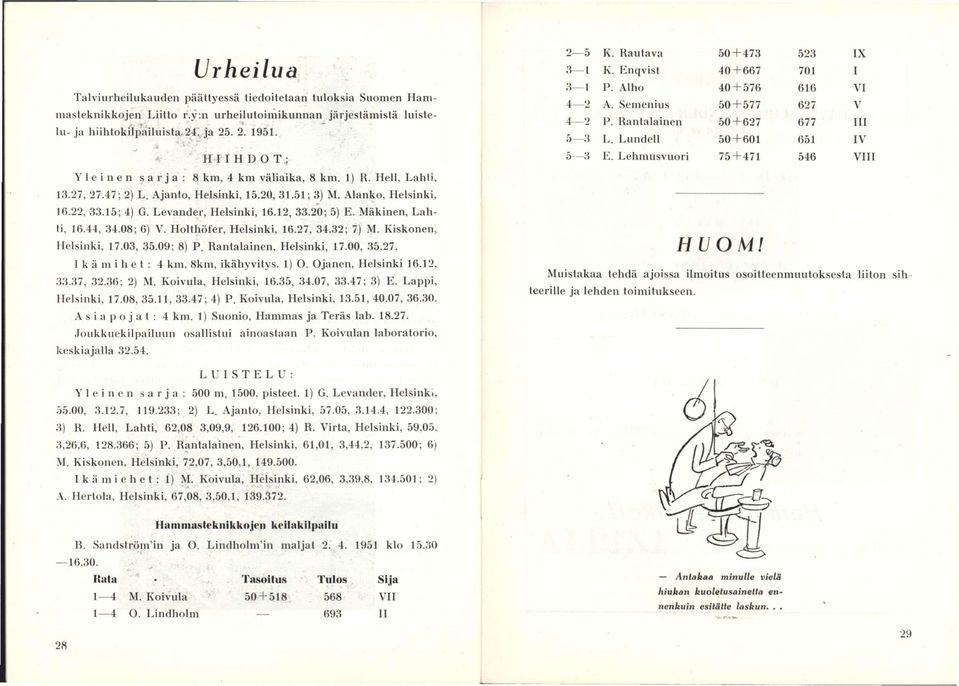 Urheilua
Talviurheilukauden päättyessä tiedoitetaan tuloksia Suomen Ham-
masteknikkojen Liitto r.y:n urheilutoimikunnan järjestämistä luiste-
lu- ja hiihtokilpailuista 24. ja 25. 2. 1951.
HIIHDOT:
Yleinen sarja: 8 km, 4 km väliaika, 8 km. 1) R. Hell, Lahti,
13.27, 27.47; 2) L. Ajanto, Helsinki, 15.20, 31.51; 3) M. Alanko, Helsinki,
16.22, 33.15; 4) G. Levander, Helsinki, 16.12, 33.20; 5) E. Mäkinen, Lah-
ti, 16.44, 34.08; 6) V. Holthöfer, Helsinki, 16.27, 34.32; 7) M. Kiskonen,
Helsinki, 17.03, 35.09; 8) P. Rantalainen, Helsinki, 17.00, 35.27.
Ikämihet: 4 km, 8km, ikähyvitys. 1) O. Ojanen, Helsinki 16.12,
33.37, 32.36; 2) M. Koivula, Helsinki, 16.35, 34.07, 33.47; 3) E. Lappi,
Helsinki, 17.08, 35.11, 33.47; 4) P. Koivula, Helsinki, 13.51, 40.07, 36.30.
Asiapojat: 4 km. 1) Suonio, Hammas ja Teräs lab. 18.27.
Joukkuekilpailuun osallistui ainoastaan P. Koivulan laboratorio,
keskiajalla 32.54.
LUISTELU:
Yleinen sarja: 500 m, 1500, pisteet. 1) G. Levander, Helsinki,
55.00, 3.12.7, 119.233; 2) L. Ajanto, Helsinki, 57.05, 3.14.4, 122.300;
3) R. Hell, Lahti, 62,08 3,09,9, 126.100; 4) R. Virta, Helsinki, 59,05,
3,26,6, 128.366; 5) P. Rantalainen, Helsinki, 61,01, 3,44,2, 137.500; 6)
M. Kiskonen, Helsinki, 72,07, 3,50,1, 149.500.
Ikämiehet: 1) M. Koivula, Helsinki, 62,06, 3,39,8, 134.501; 2)
A. Hertola, Helsinki, 67,08, 3,50,1, 139.372.
Hammasteknikkojen keilakilpailu
B. Sandström'in ja O. Lindholm'in maljat 2. 4. 1951 klo 15.30
—16.30.
Rata Tasoitus Tulos Sija
1—4 M. Koivula 50+518 568 VII
1—4 O. Lindholm — 693 II
28
2—5 K. Rautava 50+473 523 IX
3—1 K. Enqvist 40+667 701 I
3—1 P. Alho 40+576 616 VI
4—2 A. Semenius 50+577 627 V
4—2 P. Rantalainen 50+627 677 III
5—3 L. Lundell 50+601 651 IV
5—3 E. Lehmusvuori 75+471 546 VIII
HUOM!
Muistakaa tehdä ajoissa ilmoitus osoitteenmuutoksesta liiton sih-
teerille ja lehden toimitukseen.
— Antakaa minulle vielä
hiukan kuoletusainetta en-
nenkuin esitätte laskun...
29